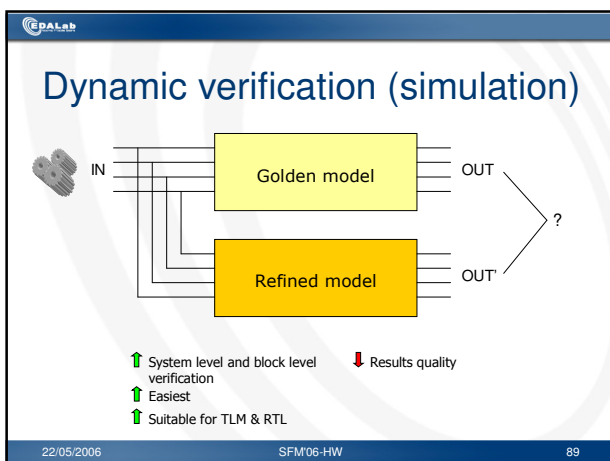 EDALab
Dynamic verification (simulation)
IN
Golden model
OUT
?
Refined model
OUT'
System level and block level
verification
Easiest
Suitable for TLM & RTL
Results quality
22/05/2006
SFM'06-HW
89